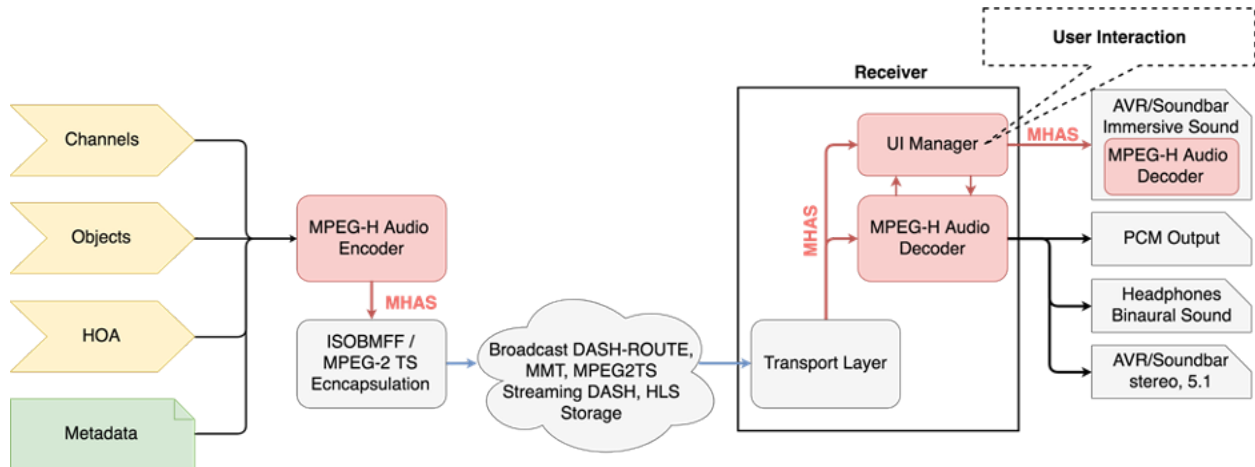 Channels
Objects
HOA
Metadata
MPEG-H Audio
Encoder
MHAS
ISOBMFF /
MPEG-2 TS
Ecncapsulation
Broadcast DASH-ROUTE,
MMT, MPEG2TS
Streaming DASH, HLS
Storage
Receiver
User Interaction
UI Manager
MHAS
MHAS
MPEG-H Audio
Decoder
Transport Layer
AVR/Soundbar
Immersive Sound
MPEG-H Audio
Decoder
PCM Output
Headphones
Binaural Sound
AVR/Soundbar
stereo, 5.1